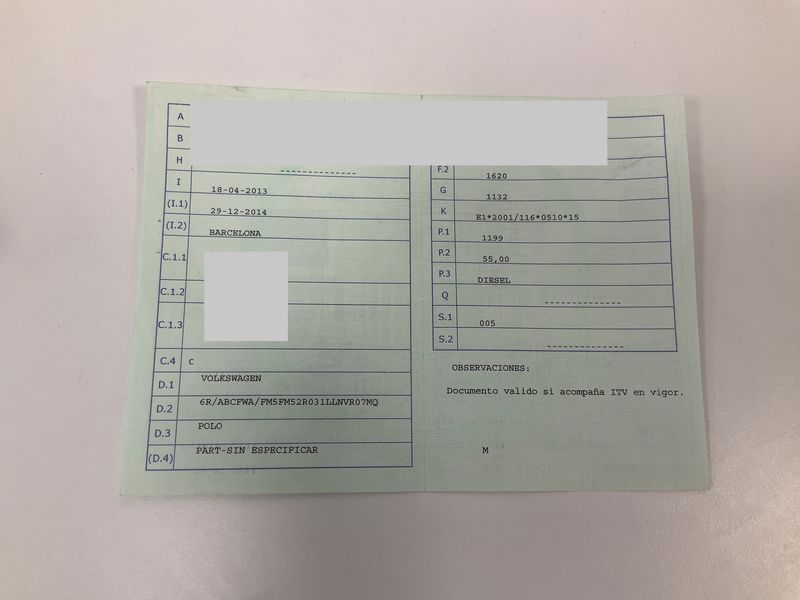 A
B
H -------------
I 18-04-2013
(I.1) 29-12-2014
(I.2) BARCELONA
C.1.1
C.1.2
C.1.3
C.4 c
D.1 VOLKSWAGEN
D.2 6R/ABCFWA/FM5FM52R031LLNVR07MQ
D.3 POLO
(D.4) PART-SIN ESPECIFICAR
F.2 1620
G 1132
K E1*2001/116*0510*15
P.1 1199
P.2 55,00
P.3 DIESEL
Q -------------
S.1 005
S.2 -------------
OBSERVACIONES:
Documento valido si acompaña ITV en vigor.
M